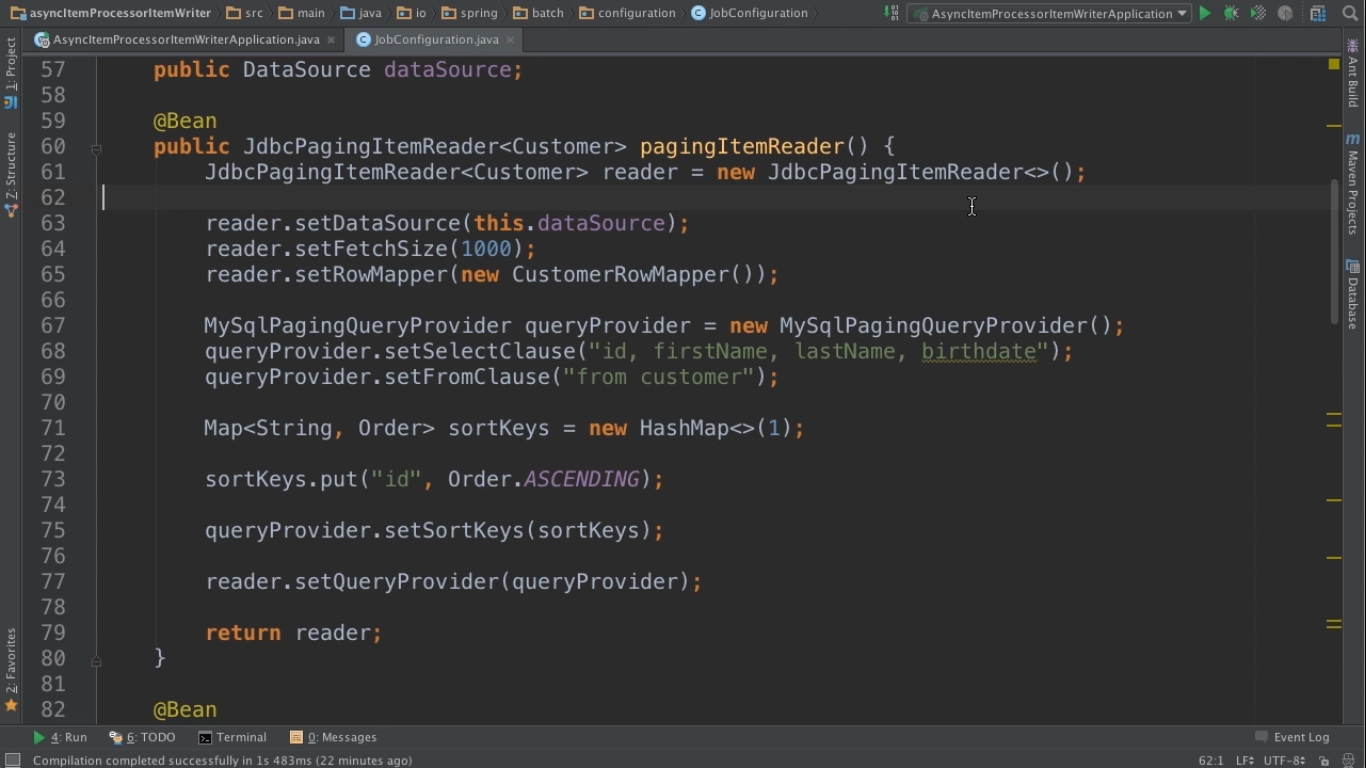 asyncItemProcessorItemWriter src main java io spring batch configuration JobConfiguration AsyncItemProcessorItemWriterApplication
AsyncItemProcessorItemWriterApplication.java JobConfiguration.java
1: Project
Z: Structure
2: Favorites
57 public DataSource dataSource;
58
59 @Bean
60 public JdbcPagingItemReader<Customer> pagingItemReader() {
61 JdbcPagingItemReader<Customer> reader = new JdbcPagingItemReader<>();
62
63 reader.setDataSource(this.dataSource);
64 reader.setFetchSize(1000);
65 reader.setRowMapper(new CustomerRowMapper());
66
67 MySqlPagingQueryProvider queryProvider = new MySqlPagingQueryProvider();
68 queryProvider.setSelectClause("id, firstName, lastName, birthdate");
69 queryProvider.setFromClause("from customer");
70
71 Map<String, Order> sortKeys = new HashMap<>(1);
72
73 sortKeys.put("id", Order.ASCENDING);
74
75 queryProvider.setSortKeys(sortKeys);
76
77 reader.setQueryProvider(queryProvider);
78
79 return reader;
80 }
81
82 @Bean
Ant Build
Maven Projects
Database
4: Run 6: TODO Terminal 0: Messages Event Log
Compilation completed successfully in 1s 483ms (22 minutes ago) 62:1 LF UTF-8